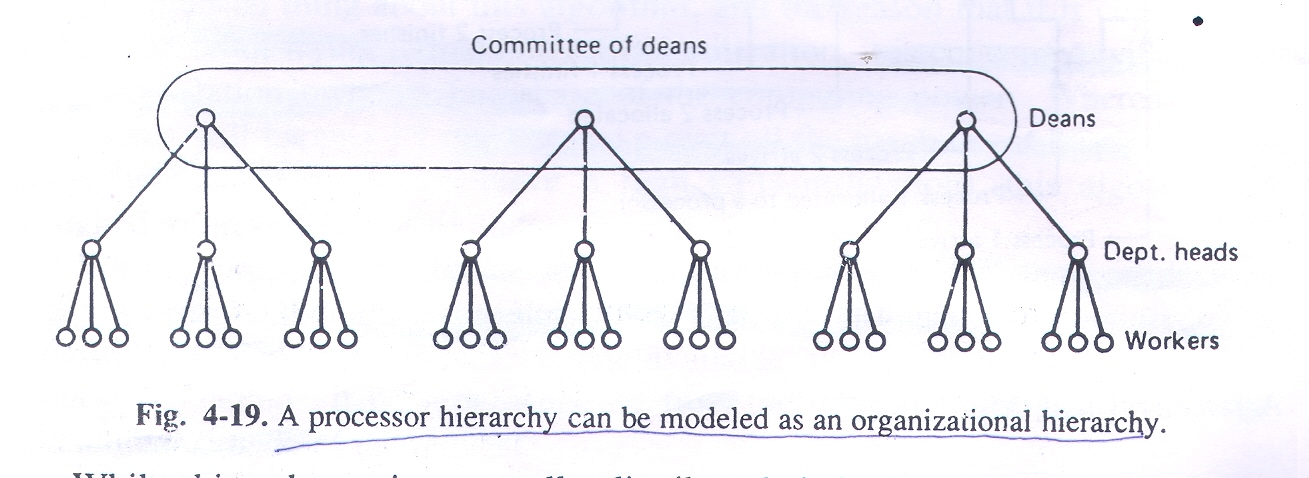 Committee of deans
Deans
Dept. heads
Workers
Fig. 4-19. A processor hierarchy can be modeled as an organizational hierarchy.